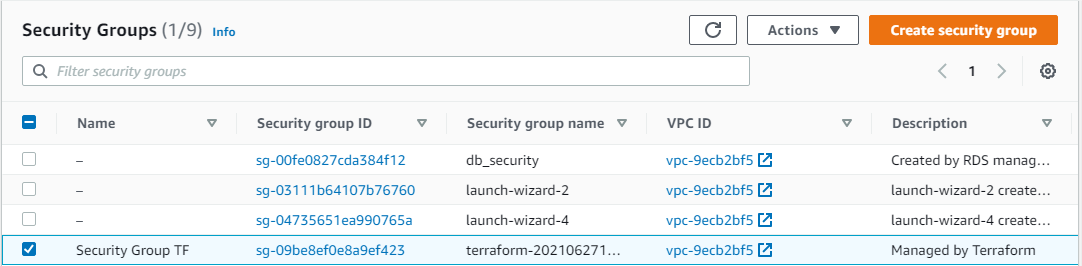 Security Groups (1/9) Info Actions Create security group
Filter security groups 1
Name Security group ID Security group name VPC ID Description
– sg-00fe0827cda384f12 db_security vpc-9ecb2bf5 Created by RDS manag...
– sg-03111b64107b76760 launch-wizard-2 vpc-9ecb2bf5 launch-wizard-2 create...
– sg-04735651ea990765a launch-wizard-4 vpc-9ecb2bf5 launch-wizard-4 create...
Security Group TF sg-09be8ef0e8a9ef423 terraform-202106271... vpc-9ecb2bf5 Managed by Terraform